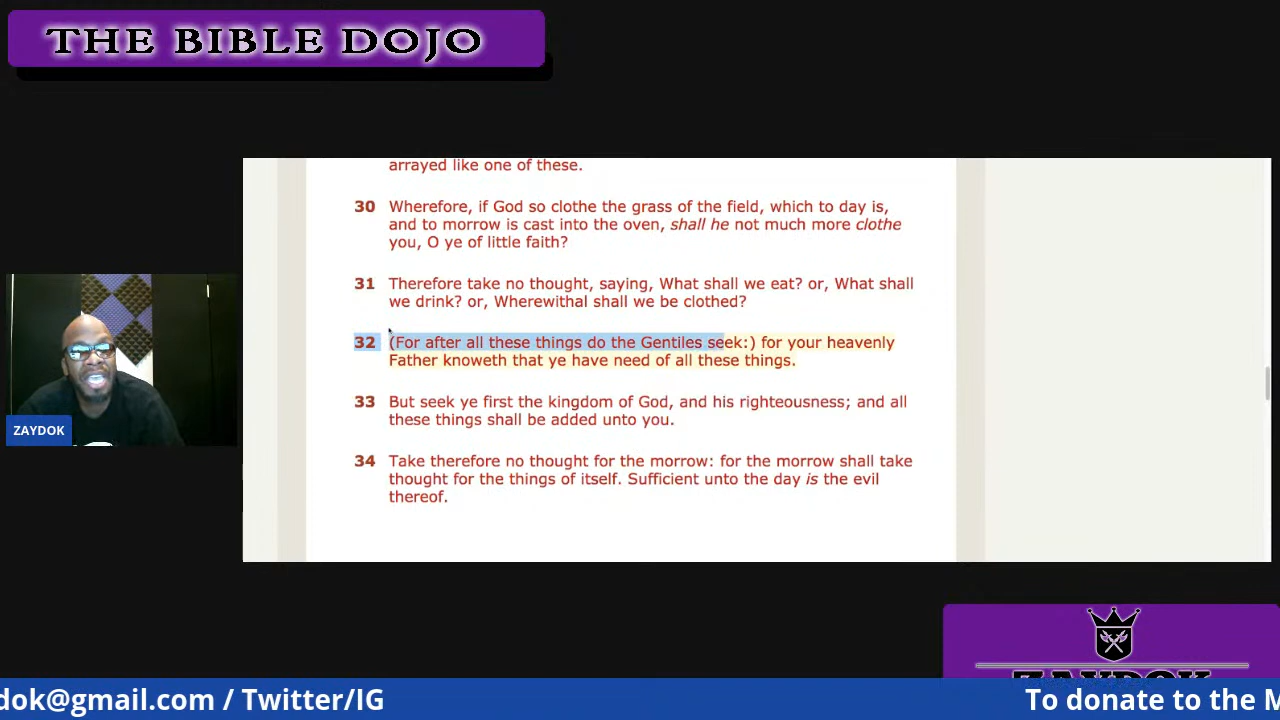 THE BIBLE DOJO
arrayed like one of these.
30 Wherefore, if God so clothe the grass of the field, which to day is,
and to morrow is cast into the oven, shall he not much more clothe
you, O ye of little faith?
31 Therefore take no thought, saying, What shall we eat? or, What shall
we drink? or, Wherewithal shall we be clothed?
32 (For after all these things do the Gentiles seek:) for your heavenly
Father knoweth that ye have need of all these things.
33 But seek ye first the kingdom of God, and his righteousness; and all
these things shall be added unto you.
34 Take therefore no thought for the morrow: for the morrow shall take
thought for the things of itself. Sufficient unto the day is the evil
thereof.
ZAYDOK
ZAYDOK
dok@gmail.com / Twitter/IG
To donate to the M